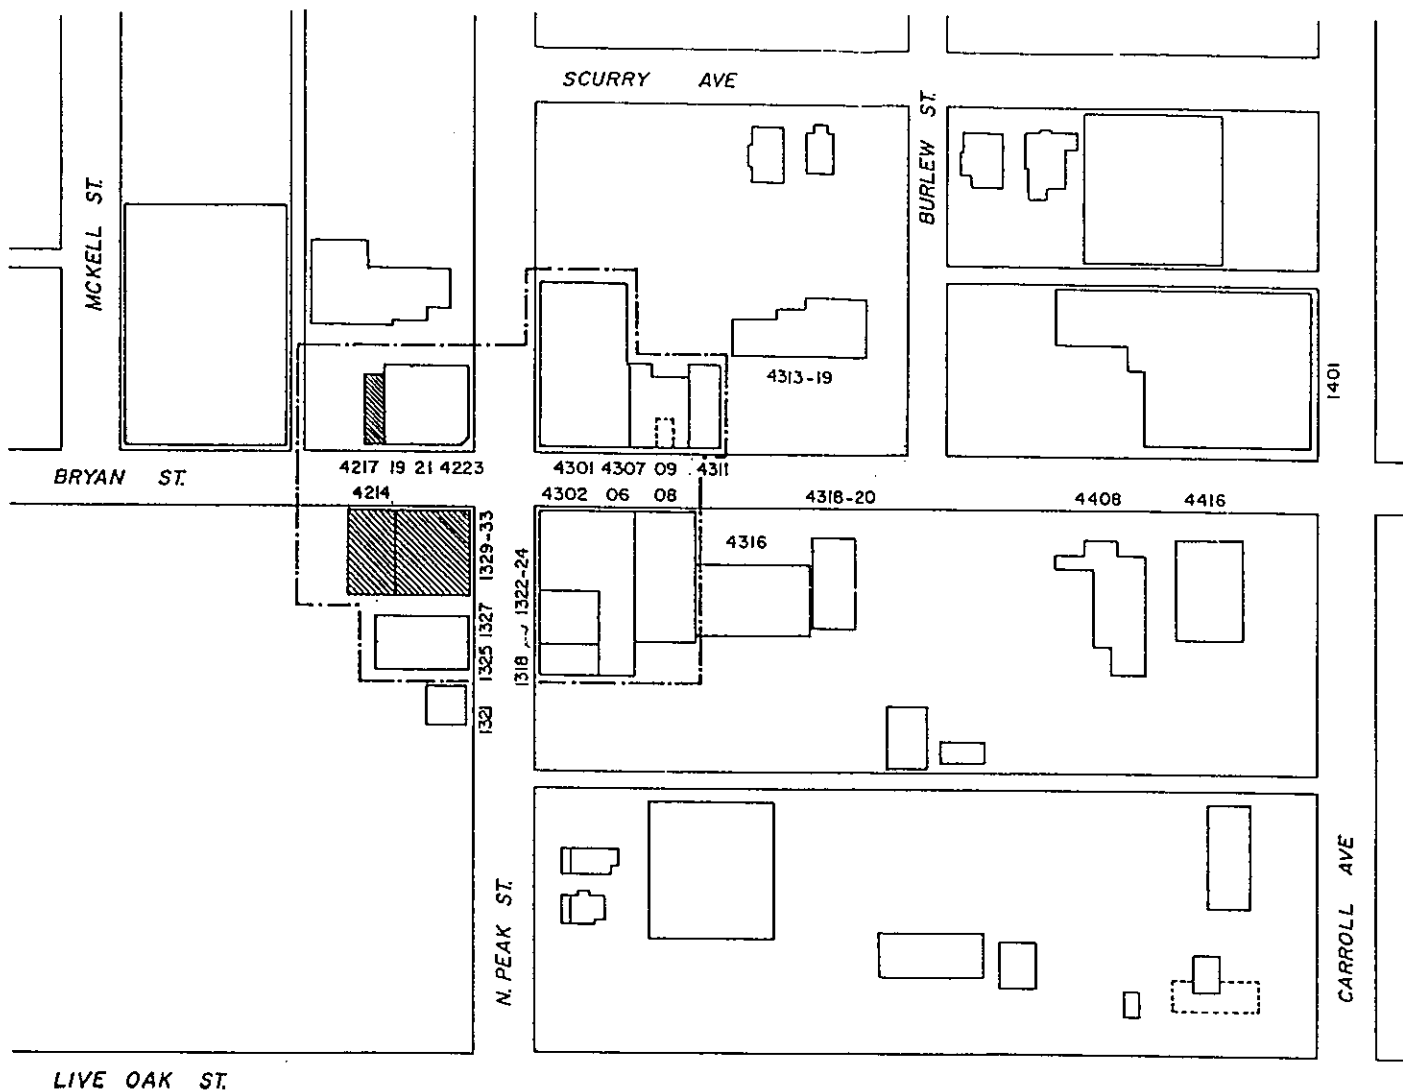 SCURRY AVE
BURLEW ST.
MCKELL ST.
4313-19
1401
4217 19 21 4223
4301 4307 09 4311
BRYAN ST.
4214
4302 06 08
4318-20
4408
4416
1329-33
4316
1322-24
1327
1325
1318
1321
N. PEAK ST.
CARROLL AVE
LIVE OAK ST.